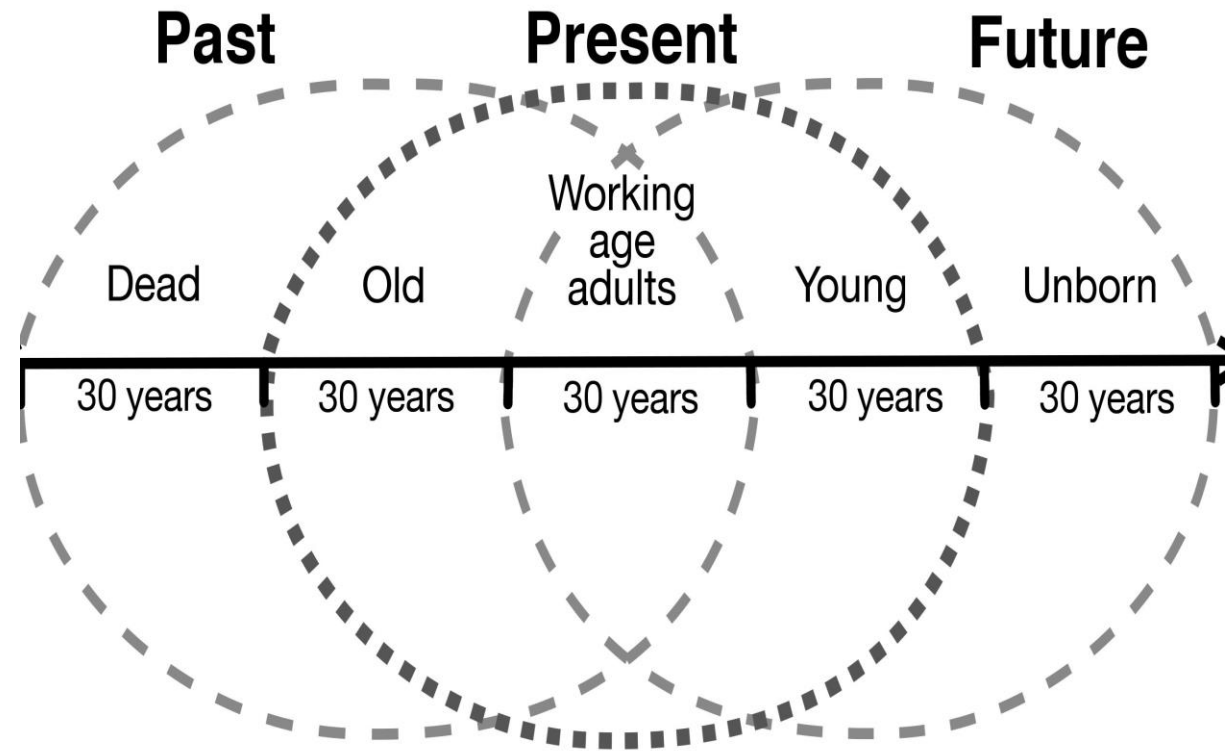 Past Present Future
Working
age
adults
Dead Old Young Unborn
30 years 30 years 30 years 30 years 30 years